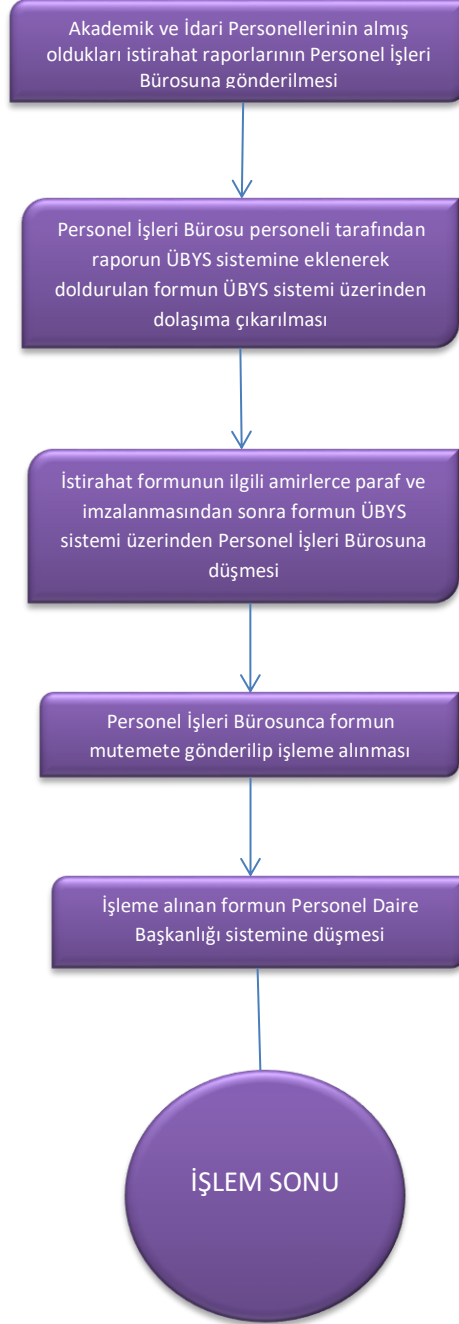 Akademik ve İdari Personellerinin almış
oldukları istirahat raporlarının Personel İşleri
Bürosuna gönderilmesi
Personel İşleri Bürosu personeli tarafından
raporun ÜBYS sistemine eklenerek
doldurulan formun ÜBYS sistemi üzerinden
dolaşıma çıkarılması
İstirahat formunun ilgili amirlerce paraf ve
imzalanmasından sonra formun ÜBYS
sistemi üzerinden Personel İşleri Bürosuna
düşmesi
Personel İşleri Bürosunca formun
mutemete gönderilip işleme alınması
İşleme alınan formun Personel Daire
Başkanlığı sistemine düşmesi
İŞLEM SONU